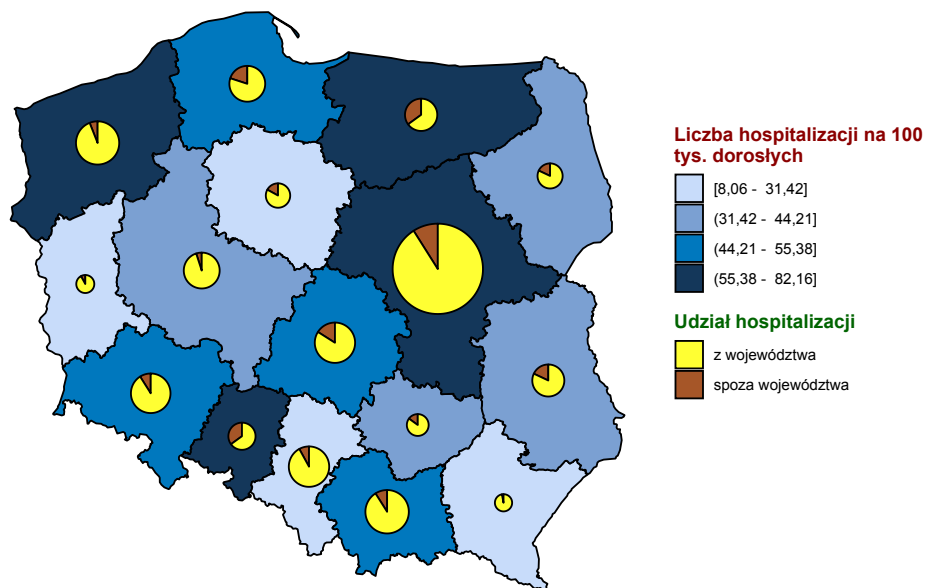 Liczba hospitalizacji na 100
tys. dorosłych
[8,06 - 31,42]
(31,42 - 44,21]
(44,21 - 55,38]
(55,38 - 82,16]
Udział hospitalizacji
z województwa
spoza województwa